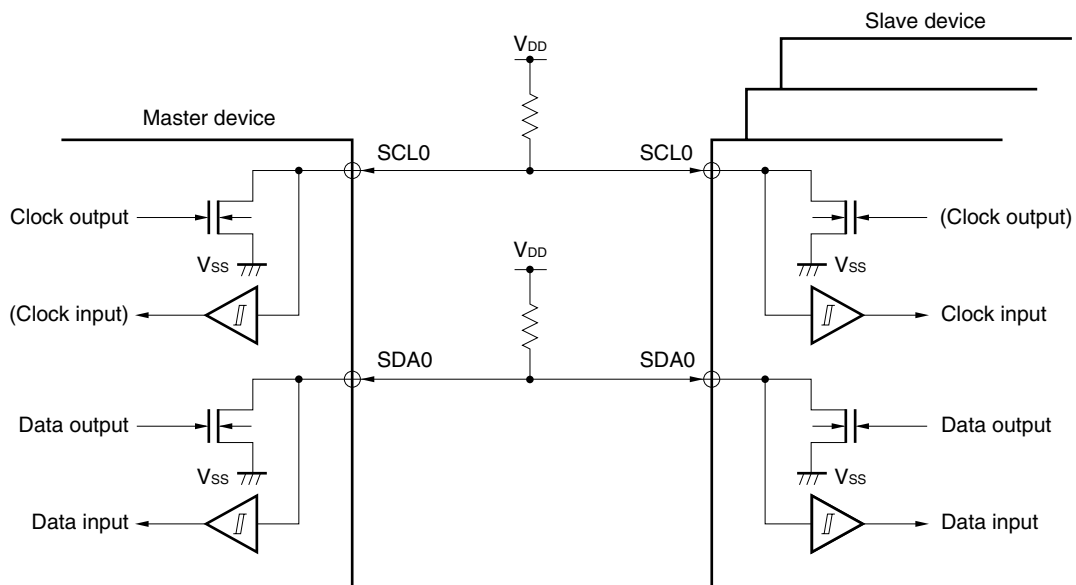 Slave device
VDD
Master device
SCL0
SCL0
Clock output
(Clock output)
VSS
VDD
VSS
(Clock input)
Clock input
SDA0
SDA0
Data output
Data output
VSS
VSS
Data input
Data input